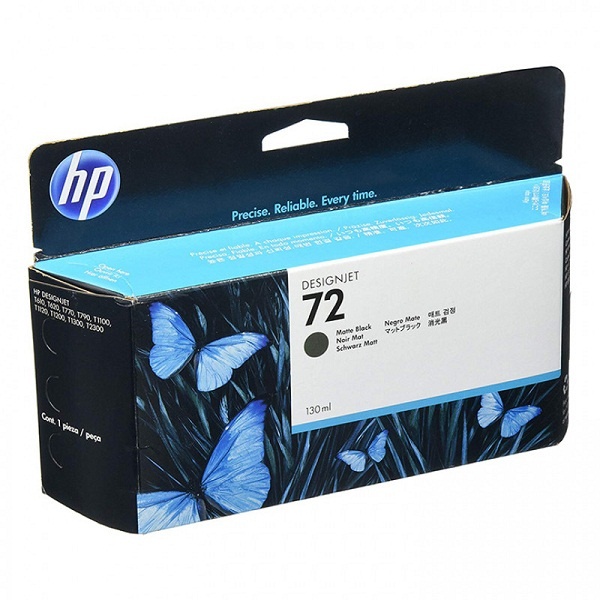 hp
Precise. Reliable. Every time.
Open here
HP DESIGNJET
T610, T620, T770, T790, T1100,
T1120, T1200, T1300, T2300
Cont. 1 pieza / peça
DESIGNJET
72
Matte Black
Noir Mat
Schwarz Matt
Negro Mate
マットブラック
매트 검정
消光黑
130 ml